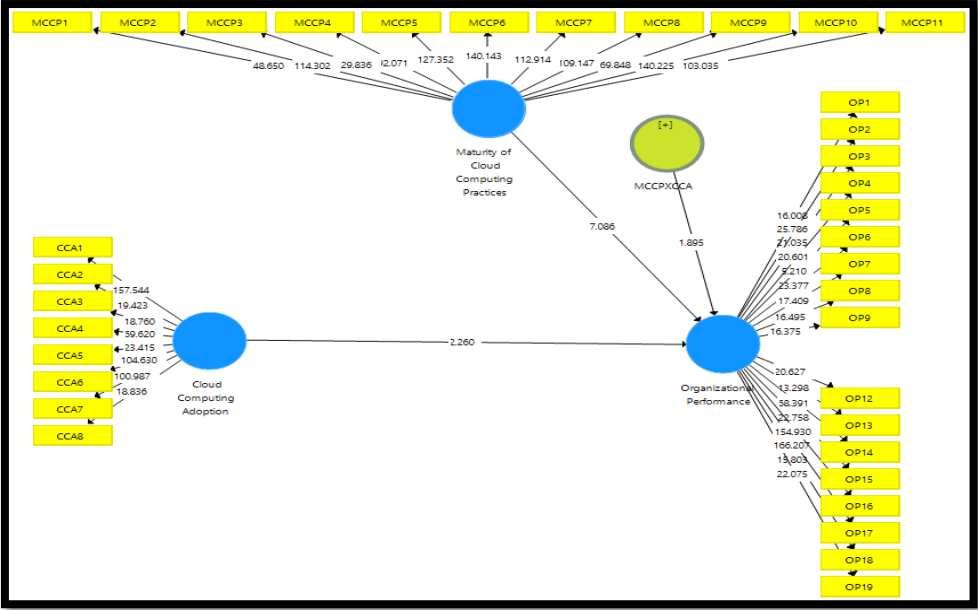 MCCP1 MCCP2 MCCP3 MCCP4 MCCP5 MCCP6 MCCP7 MCCP8 MCCP9 MCCP10 MCCP11
48.650 114.302 29.836 127.352 140.143 112.914 109.147 69.848 140.225 103.035
Maturity of
Cloud
Computing
Practices
[+]
MCCPXCCA
7.086
1.895
CCA1
CCA2
CCA3
CCA4
CCA5
CCA6
CCA7
CCA8
157.544
19.423
18.760
59.620
23.415
104.630
100.987
18.836
Cloud
Computing
Adoption
2.260
Organizational
Performance
16.008
25.786
21.035
20.601
5.210
23.377
17.409
16.495
16.375
OP1
OP2
OP3
OP4
OP5
OP6
OP7
OP8
OP9
20.627
13.298
58.391
22.758
154.930
166.207
22.075
OP12
OP13
OP14
OP15
OP16
OP17
OP18
OP19